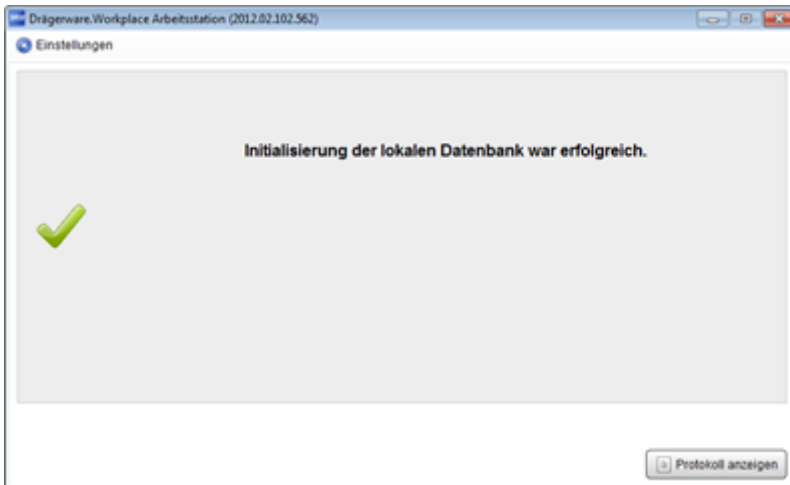 Drägerware.Workplace Arbeitsstation (2012.02.102.562)
Einstellungen
Initialisierung der lokalen Datenbank war erfolgreich.
Protokoll anzeigen